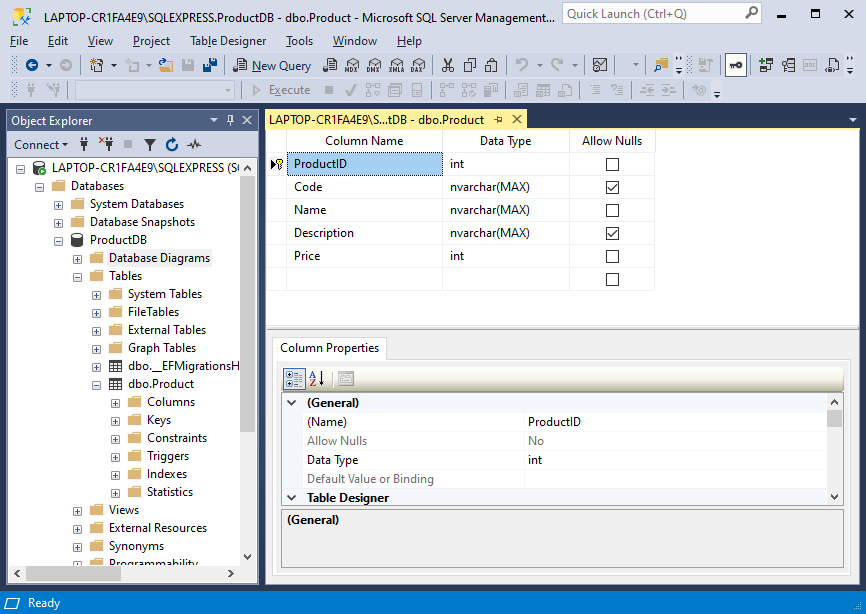 LAPTOP-CR1FA4E9\SQLEXPRESS.ProductDB - dbo.Product - Microsoft SQL Server Management...
Quick Launch (Ctrl+Q)
File Edit View Project Table Designer Tools Window Help
New Query MDX DMX XMLA DAX
Execute
Object Explorer
Connect
LAPTOP-CR1FA4E9\SQLEXPRESS (S
Databases
System Databases
Database Snapshots
ProductDB
Database Diagrams
Tables
System Tables
FileTables
External Tables
Graph Tables
dbo.__EFMigrationsH
dbo.Product
Columns
Keys
Constraints
Triggers
Indexes
Statistics
Views
External Resources
Synonyms
Programmability
LAPTOP-CR1FA4E9\S...tDB - dbo.Product
Column Name Data Type Allow Nulls
ProductID int
Code nvarchar(MAX)
Name nvarchar(MAX)
Description nvarchar(MAX)
Price int
Column Properties
(General)
(Name) ProductID
Allow Nulls No
Data Type int
Default Value or Binding
Table Designer
(General)
Ready